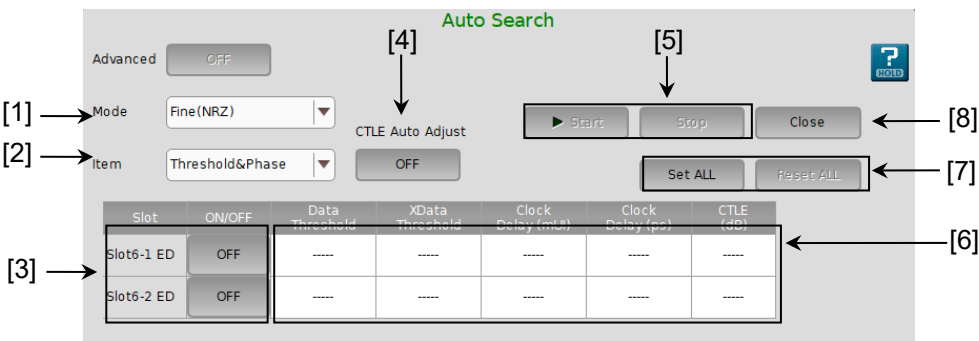 Auto Search
[4]
[5]
Advanced
OFF
?
HOLD
[1]
Mode
Fine(NRZ)
CTLE Auto Adjust
Start
Stop
Close
[8]
[2]
Item
Threshold&Phase
OFF
Set ALL
Reset ALL
[7]
Slot
ON/OFF
Data
Threshold
XData
Threshold
Clock
Delay (mUI)
Clock
Delay (ps)
CTLE
(dB)
[6]
[3]
Slot6-1 ED
OFF
-----
-----
-----
-----
-----
Slot6-2 ED
OFF
-----
-----
-----
-----
-----